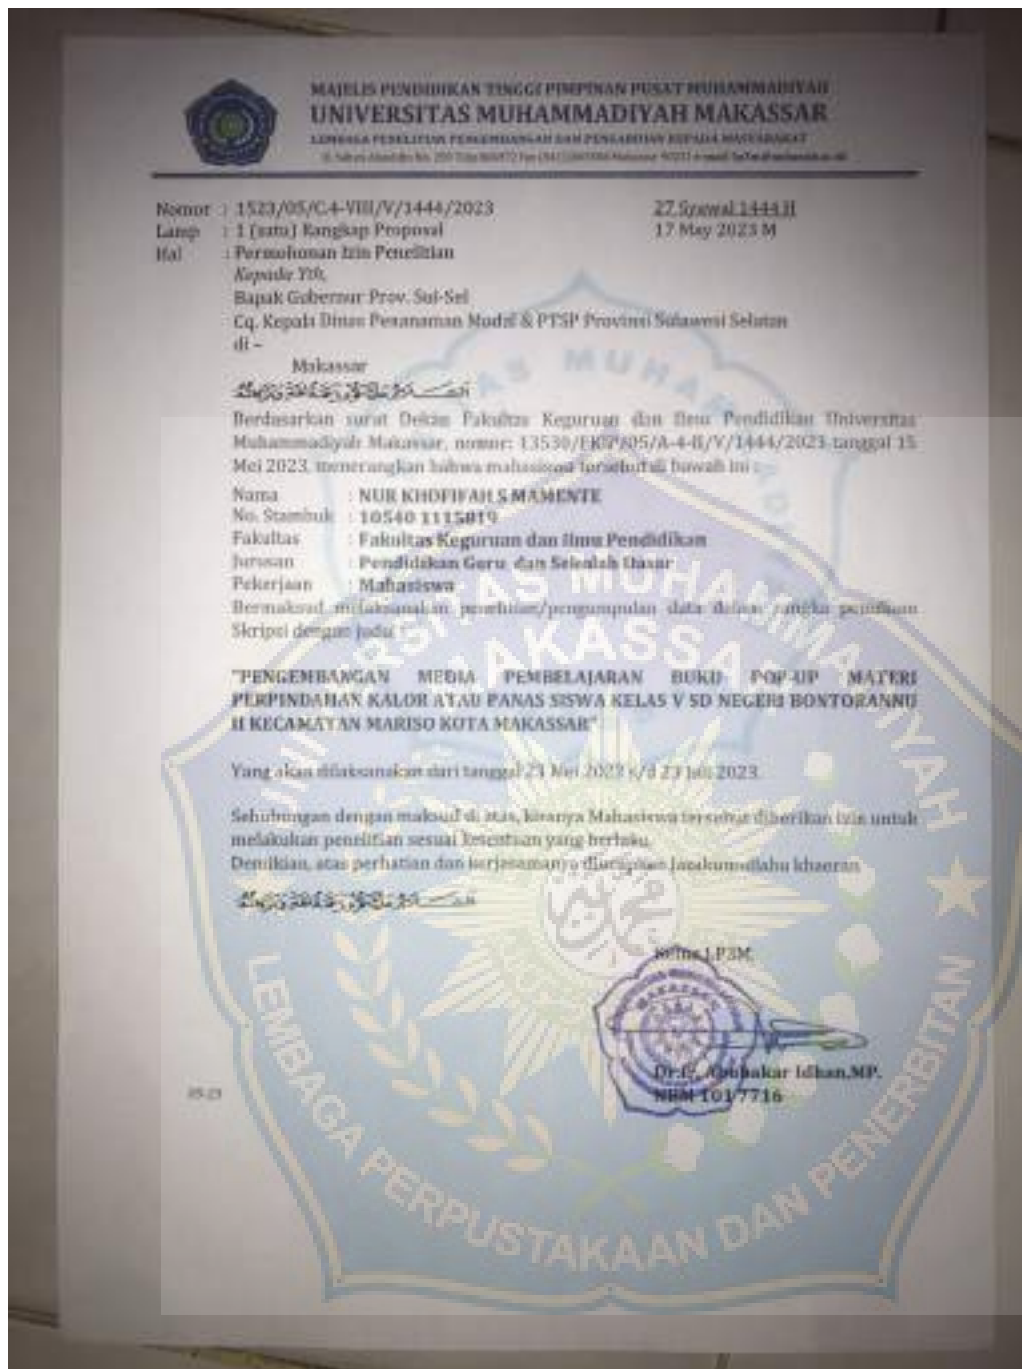 MAJELIS PENDIDIKAN TINGGI PIMPINAN PUSAT MUHAMMADIYAH
UNIVERSITAS MUHAMMADIYAH MAKASSAR
LEMBAGA PENELITIAN PENGEMBANGAN DAN PENGABDIAN KEPADA MASYARAKAT
Nomor : 1523/05/C.4-VIII/V/1444/2023
27 Syawal 1444 H
Lamp : 1 (satu) Rangkap Proposal
17 May 2023 M
Hal : Permohonan Izin Penelitian
Kepada Yth,
Bapak Gubernur Prov. Sul-Sel
Cq. Kepala Dinas Penanaman Modal & PTSP Provinsi Sulawesi Selatan
di –
Makassar
Berdasarkan surat Dekan Fakultas Keguruan dan Ilmu Pendidikan Universitas
Muhammadiyah Makassar, nomor: 13530/FKIP/05/A-4-II/V/1444/2023 tanggal 15
Mei 2023, menerangkan bahwa mahasiswa tersebut di bawah ini :
Nama : NUR KHOFIFAH S MAMENTE
No. Stambuk : 10540 1115819
Fakultas : Fakultas Keguruan dan Ilmu Pendidikan
Jurusan : Pendidikan Guru dan Sekolah Dasar
Pekerjaan : Mahasiswa
Bermaksud melaksanakan penelitian/pengumpulan data dalam rangka penulisan
Skripsi dengan judul :
"PENGEMBANGAN MEDIA PEMBELAJARAN BUKU POP-UP MATERI
PERPINDAHAN KALOR ATAU PANAS SISWA KELAS V SD NEGERI BONTORANNU
II KECAMATAN MARISO KOTA MAKASSAR"
Yang akan dilaksanakan dari tanggal 23 Mei 2023 s/d 23 Juli 2023.
Sehubungan dengan maksud di atas, kiranya Mahasiswa tersebut diberikan izin untuk
melakukan penelitian sesuai ketentuan yang berlaku.
Demikian, atas perhatian dan kerjasamanya diucapkan Jazakumullahu khaeran
Ketua LP3M,
Dr.Ir. Abubakar Idhan,MP.
NBM 101 7716
05-23
UNIVERSITAS MUHAMMADIYAH
MAKASSAR
LEMBAGA PERPUSTAKAAN DAN PENERBITAN